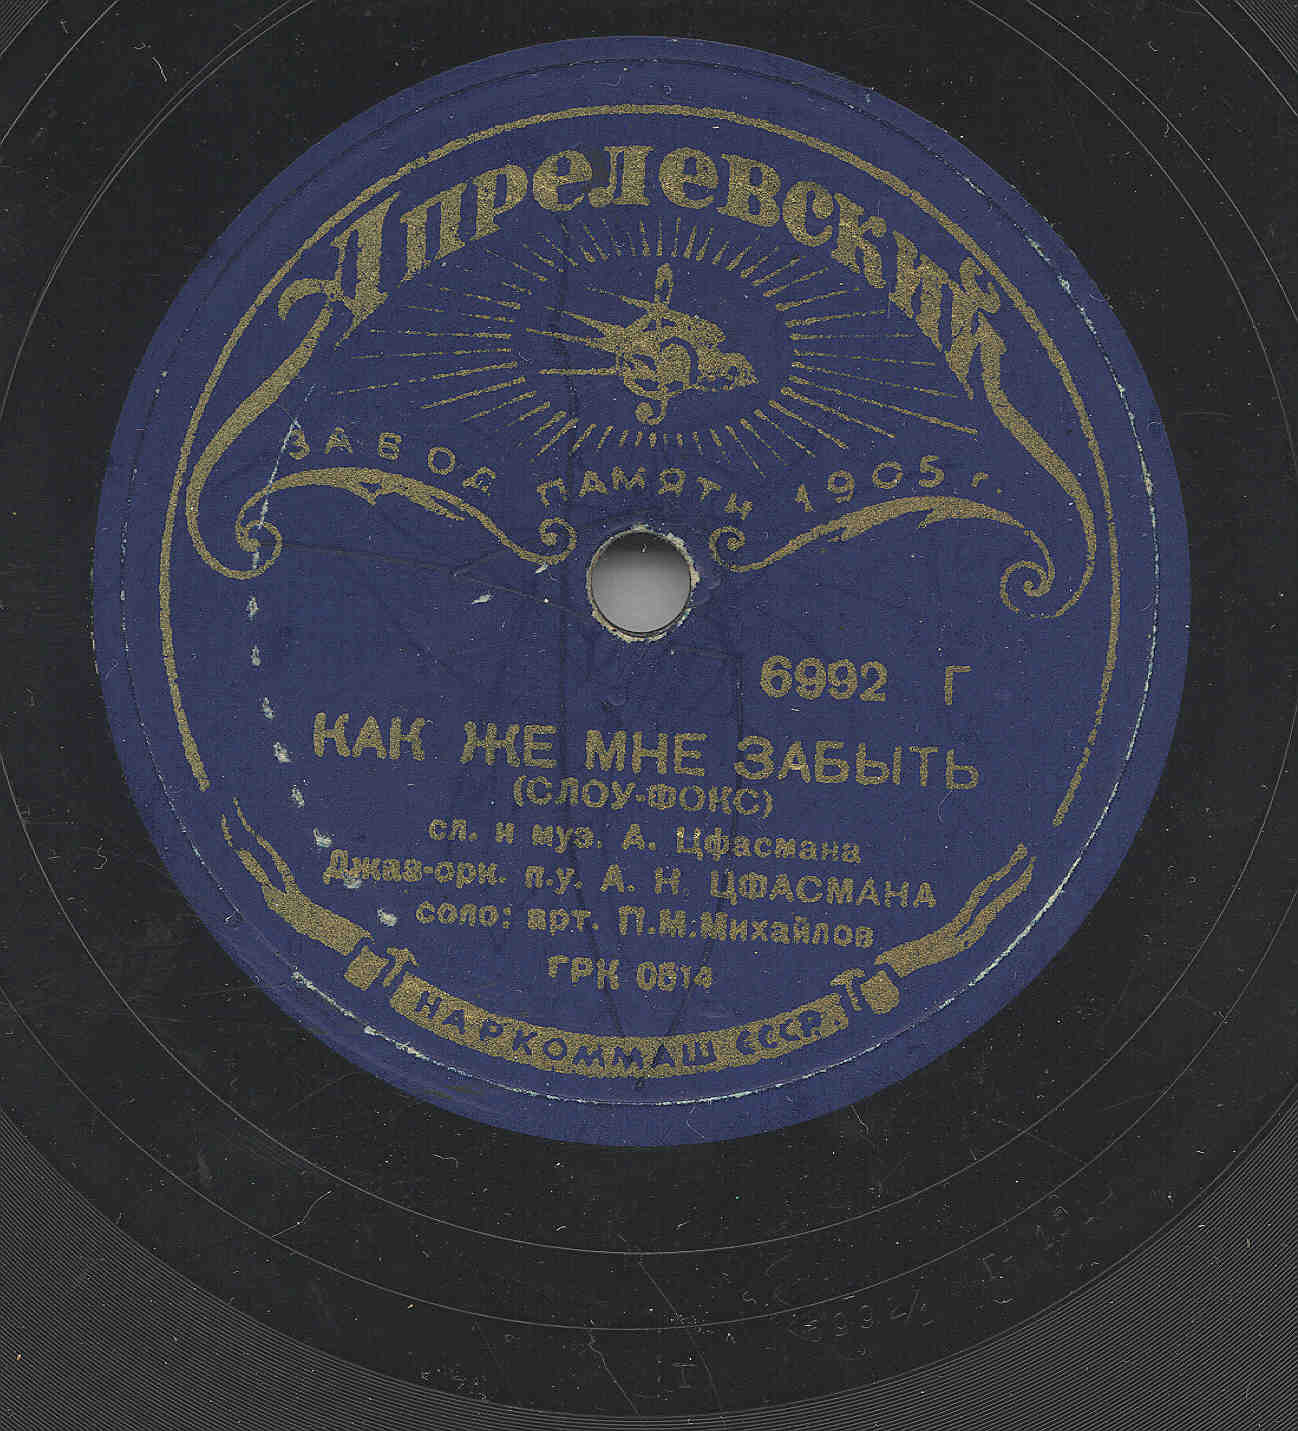 Апрелевский
ЗАВОД ПАМЯТИ 1905 г.
6992 Г
КАК ЖЕ МНЕ ЗАБЫТЬ
(СЛОУ-ФОКС)
сл. и муз. А. Цфасмана
Джаз-орк. п.у. А. Н. ЦФАСМАНА
соло: арт. П.М.Михайлов
ГРК 0514
НАРКОММАШ СССР.